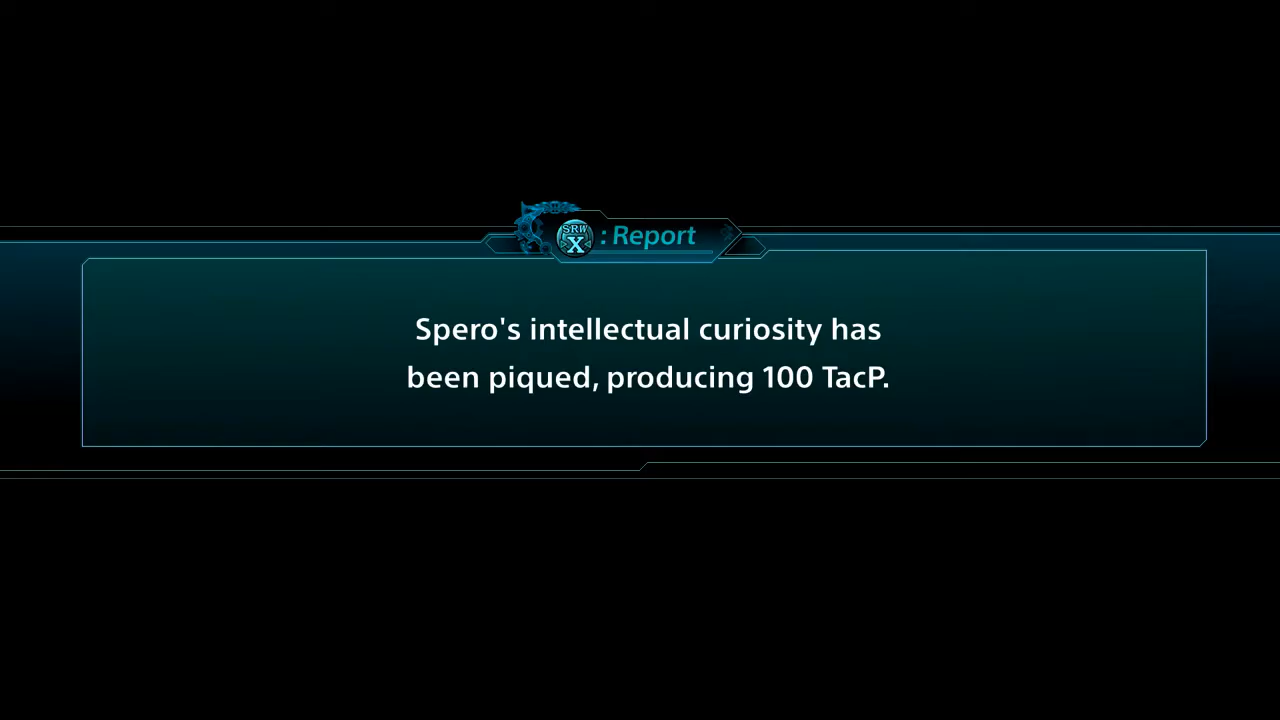 SRW
X : Report
Spero's intellectual curiosity has
been piqued, producing 100 TacP.